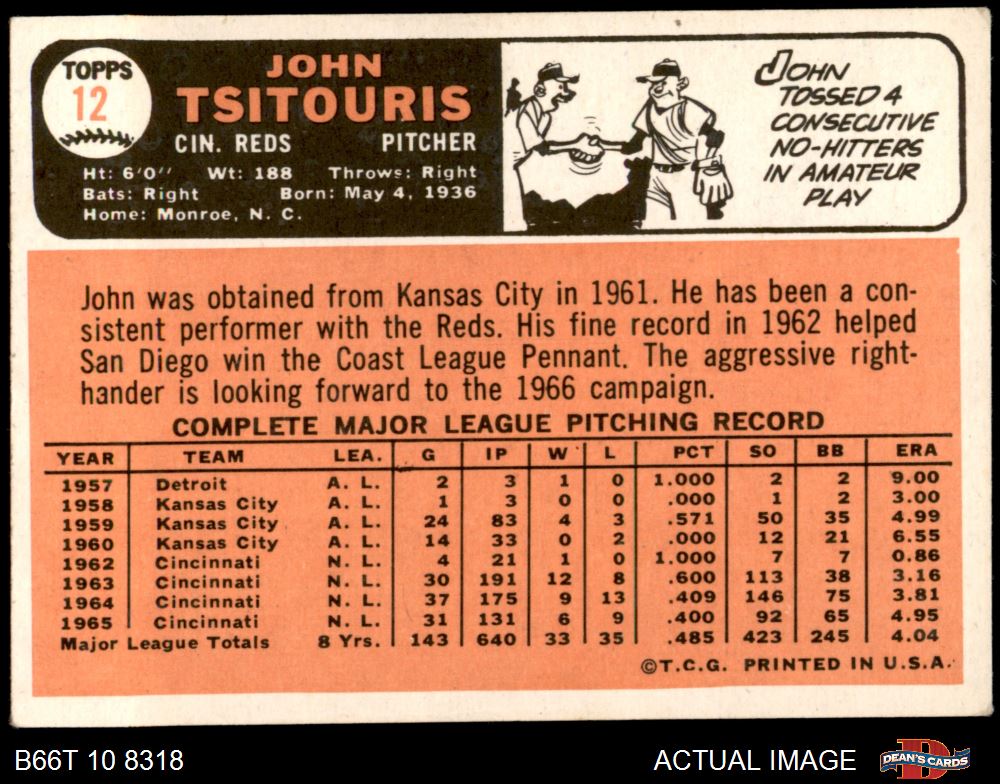 TOPPS
12
JOHN
TSITOURIS
CIN. REDS PITCHER
Ht: 6'0" Wt: 188 Throws: Right
Bats: Right Born: May 4, 1936
Home: Monroe, N. C.
JOHN
TOSSED 4
CONSECUTIVE
NO-HITTERS
IN AMATEUR
PLAY
John was obtained from Kansas City in 1961. He has been a con-
sistent performer with the Reds. His fine record in 1962 helped
San Diego win the Coast League Pennant. The aggressive right-
hander is looking forward to the 1966 campaign.
COMPLETE MAJOR LEAGUE PITCHING RECORD
YEAR TEAM LEA. G IP W L PCT SO BB ERA
1957 Detroit A. L. 2 3 1 0 1.000 2 2 9.00
1958 Kansas City A. L. 1 3 0 0 .000 1 2 3.00
1959 Kansas City A. L. 24 83 4 3 .571 50 35 4.99
1960 Kansas City A. L. 14 33 0 2 .000 12 21 6.55
1962 Cincinnati N. L. 4 21 1 0 1.000 7 7 0.86
1963 Cincinnati N. L. 30 191 12 8 .600 113 38 3.16
1964 Cincinnati N. L. 37 175 9 13 .409 146 75 3.81
1965 Cincinnati N. L. 31 131 6 9 .400 92 65 4.95
Major League Totals 8 Yrs. 143 640 33 35 .485 423 245 4.04
©T.C.G. PRINTED IN U.S.A.
B66T 10 8318 ACTUAL IMAGE DEAN'S CARDS